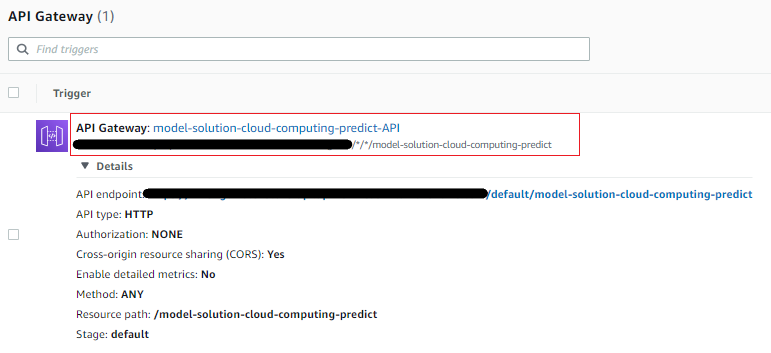 API Gateway (1)
Find triggers
Trigger
API Gateway: model-solution-cloud-computing-predict-API
/*/*/model-solution-cloud-computing-predict
▼ Details
API endpoint: /default/model-solution-cloud-computing-predict
API type: HTTP
Authorization: NONE
Cross-origin resource sharing (CORS): Yes
Enable detailed metrics: No
Method: ANY
Resource path: /model-solution-cloud-computing-predict
Stage: default